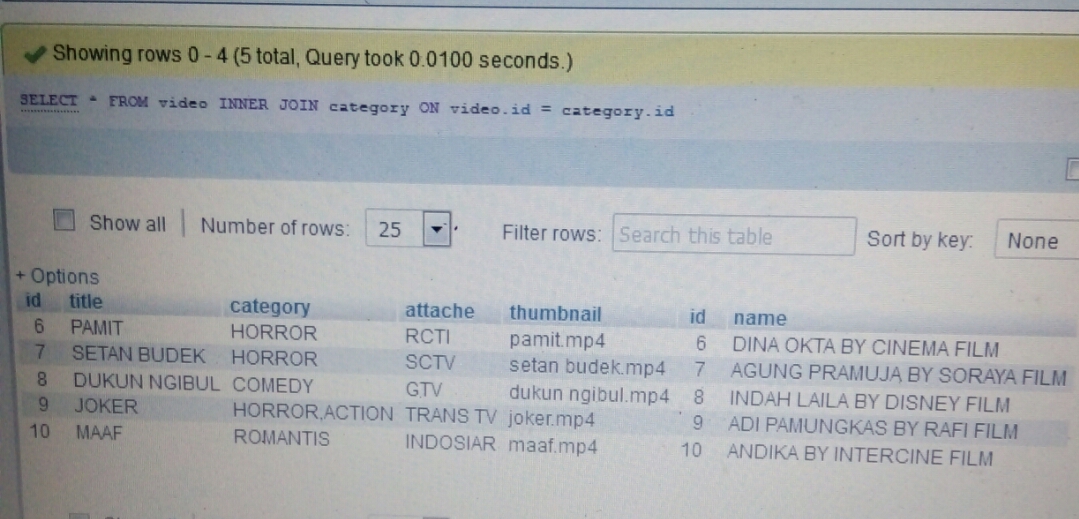 Showing rows 0 - 4 (5 total, Query took 0.0100 seconds.)
SELECT * FROM video INNER JOIN category ON video.id = category.id
Show all Number of rows: 25 Filter rows: Search this table Sort by key: None
+ Options
id title category attache thumbnail id name
6 PAMIT HORROR RCTI pamit.mp4 6 DINA OKTA BY CINEMA FILM
7 SETAN BUDEK HORROR SCTV setan budek.mp4 7 AGUNG PRAMUJA BY SORAYA FILM
8 DUKUN NGIBUL COMEDY GTV dukun ngibul.mp4 8 INDAH LAILA BY DISNEY FILM
9 JOKER HORROR,ACTION TRANS TV joker.mp4 9 ADI PAMUNGKAS BY RAFI FILM
10 MAAF ROMANTIS INDOSIAR maaf.mp4 10 ANDIKA BY INTERCINE FILM